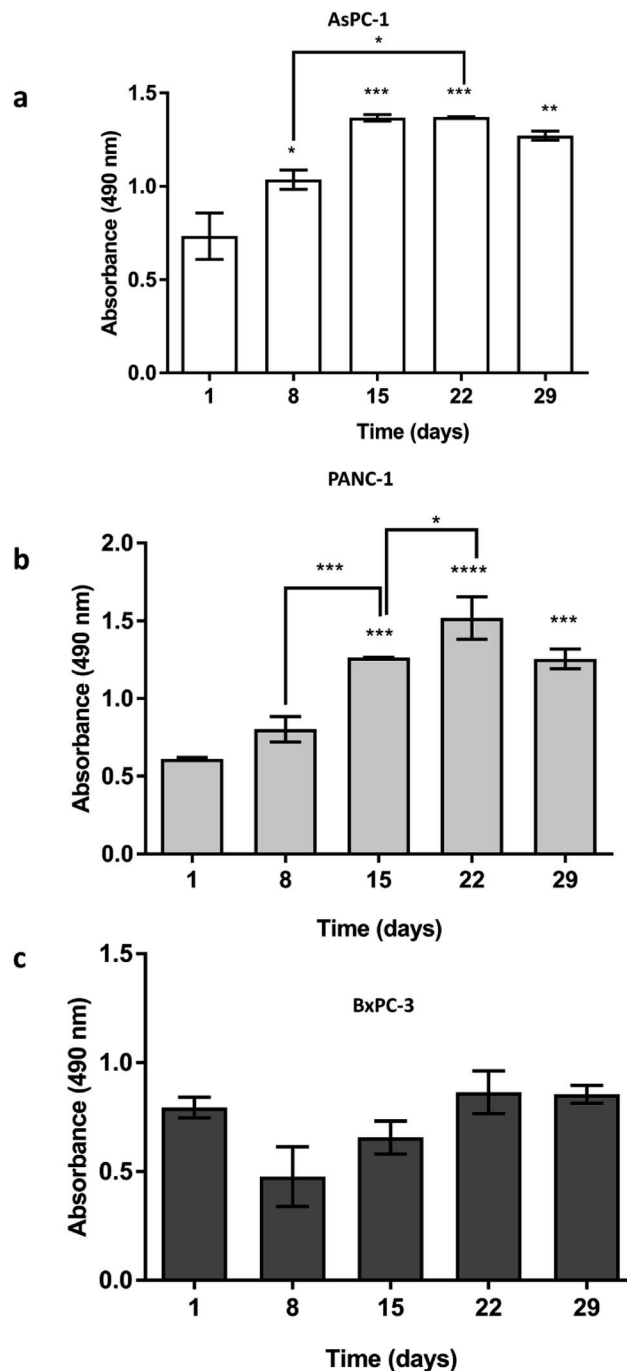 AsPC-1
a
*
*** ***
**
*
1.5
1.0
0.5
0.0
Absorbance (490 nm)
1 8 15 22 29
Time (days)
PANC-1
b
*
***
****
*** ***
2.0
1.5
1.0
0.5
0.0
Absorbance (490 nm)
1 8 15 22 29
Time (days)
c
BxPC-3
1.5
1.0
0.5
0.0
Absorbance (490 nm)
1 8 15 22 29
Time (days)